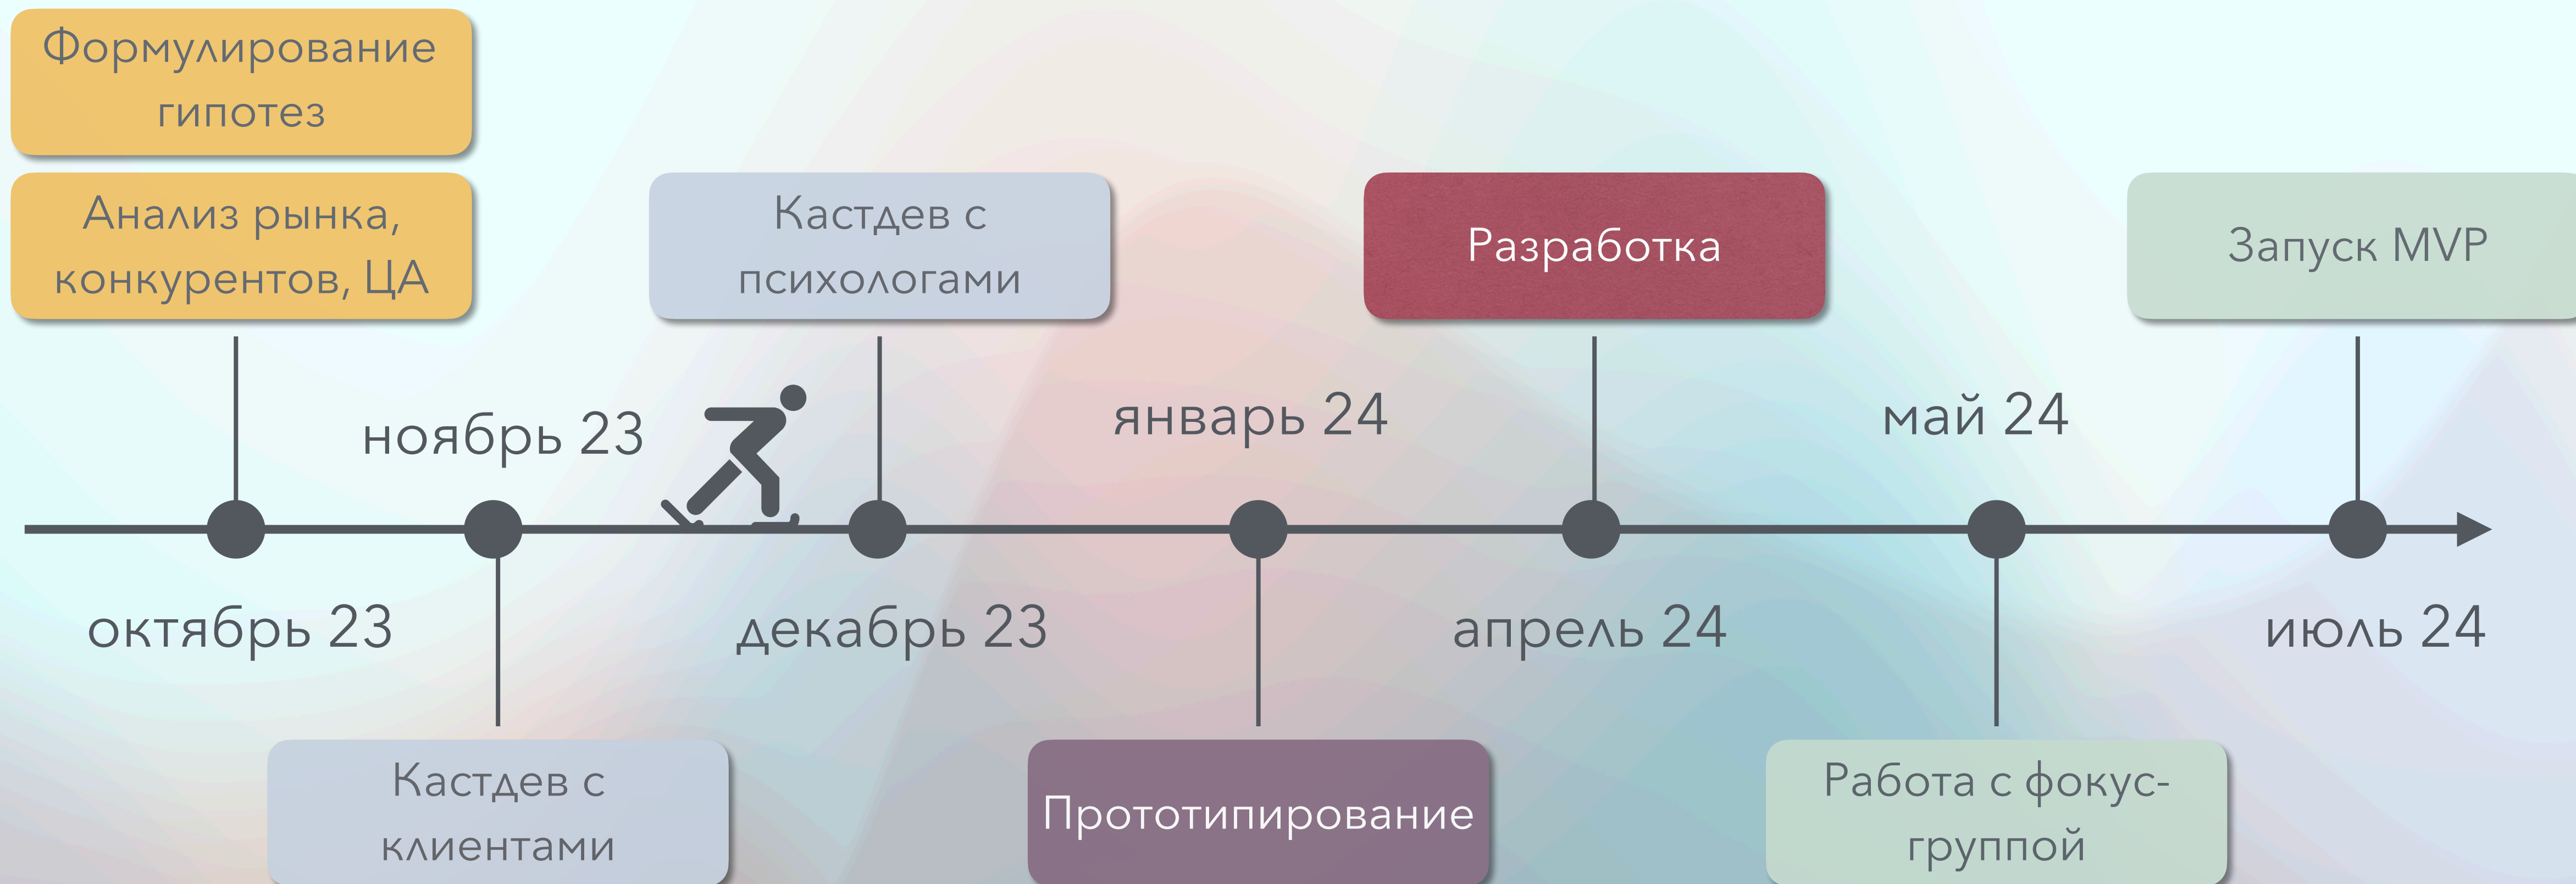 Формулирование
гипотез
Анализ рынка,
конкурентов, ЦА
Кастдев с
психологами
Разработка
Запуск MVP
ноябрь 23
январь 24
май 24
октябрь 23
декабрь 23
апрель 24
июль 24
Кастдев с
клиентами
Прототипирование
Работа с фокус-
группой